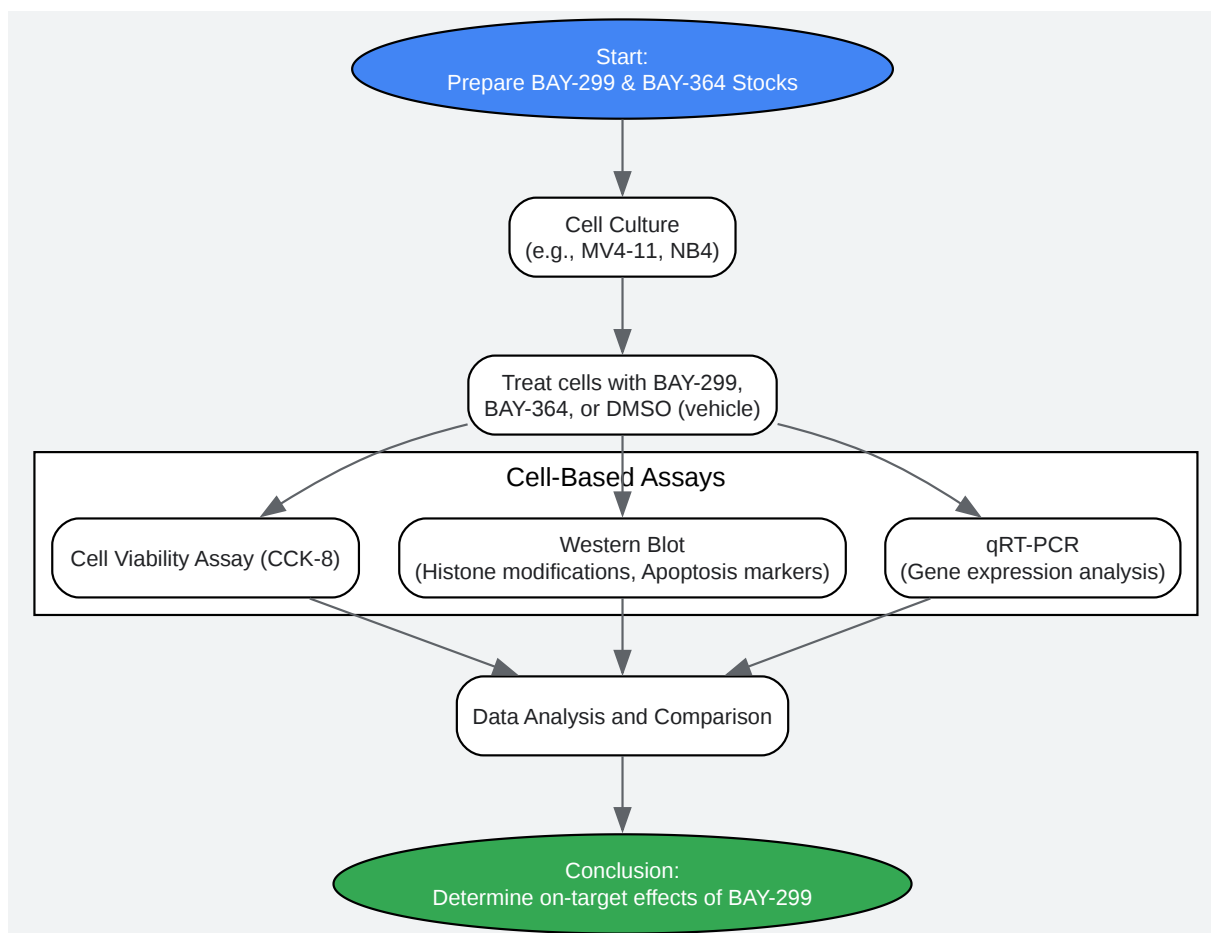 Start:
Prepare BAY-299 & BAY-364 Stocks
Cell Culture
(e.g., MV4-11, NB4)
Treat cells with BAY-299,
BAY-364, or DMSO (vehicle)
Cell-Based Assays
Cell Viability Assay (CCK-8)
Western Blot
(Histone modifications, Apoptosis markers)
qRT-PCR
(Gene expression analysis)
Data Analysis and Comparison
Conclusion:
Determine on-target effects of BAY-299